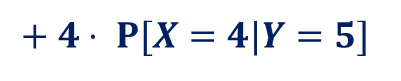 + 4 · P[X = 4|Y = 5]